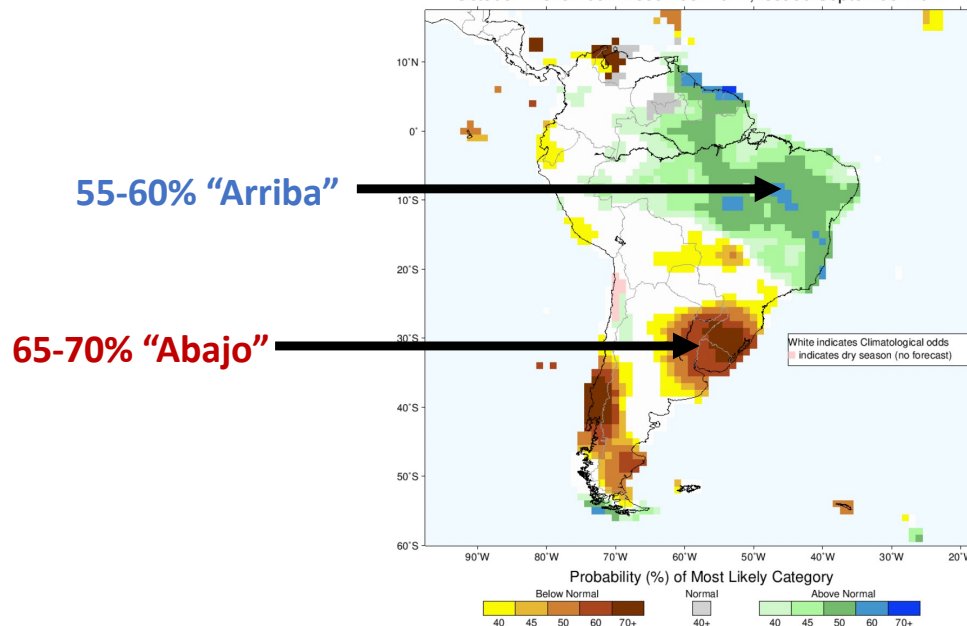 55-60% “Arriba”
65-70% “Abajo”
10˚N
0˚
10˚S
20˚S
30˚S
40˚S
50˚S
60˚S
White indicates Climatological odds
indicates dry season (no forecast)
90˚W 80˚W 70˚W 60˚W 50˚W 40˚W 30˚W
Probability (%) of Most Likely Category
Below Normal Normal Above Normal
40 45 50 60 70+ 40+ 40 45 50 60 70+